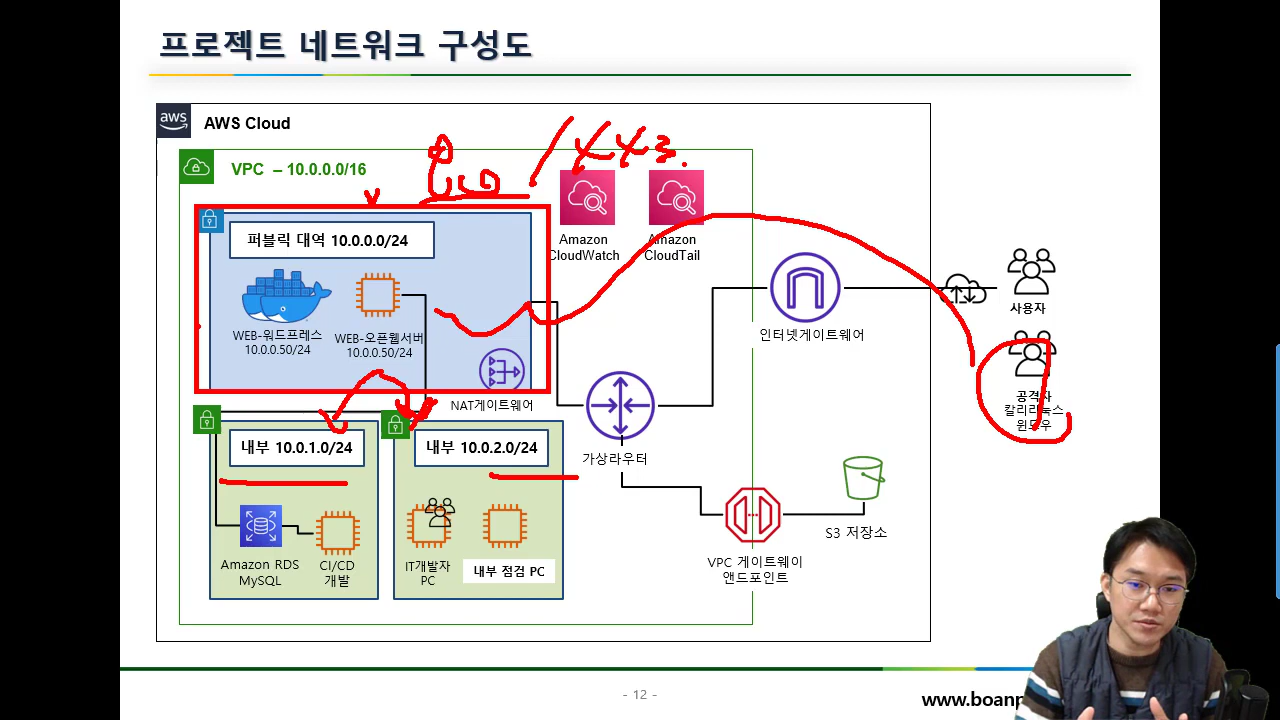 프로젝트 네트워크 구성도
aws
AWS Cloud
VPC – 10.0.0.0/16
퍼블릭 대역 10.0.0.0/24
WEB-워드프레스
10.0.0.50/24
WEB-오픈웹서버
10.0.0.50/24
NAT게이트웨어
Amazon
CloudWatch
Amazon
CloudTail
인터넷게이트웨어
사용자
공격자
칼리리눅스
윈도우
내부 10.0.1.0/24
Amazon RDS
MySQL
CI/CD
개발
내부 10.0.2.0/24
IT개발자
PC
내부 점검 PC
가상라우터
VPC 게이트웨이
앤드포인트
S3 저장소
- 12 -
www.boanp